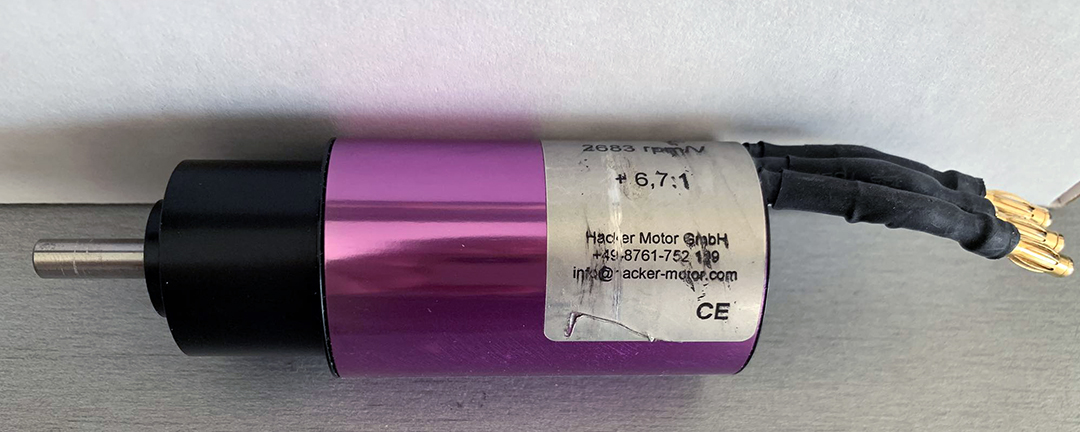 2683 rpm/V
+ 6,7:1
Hacker Motor GmbH
+49-8761-752 129
info@hacker-motor.com
CE